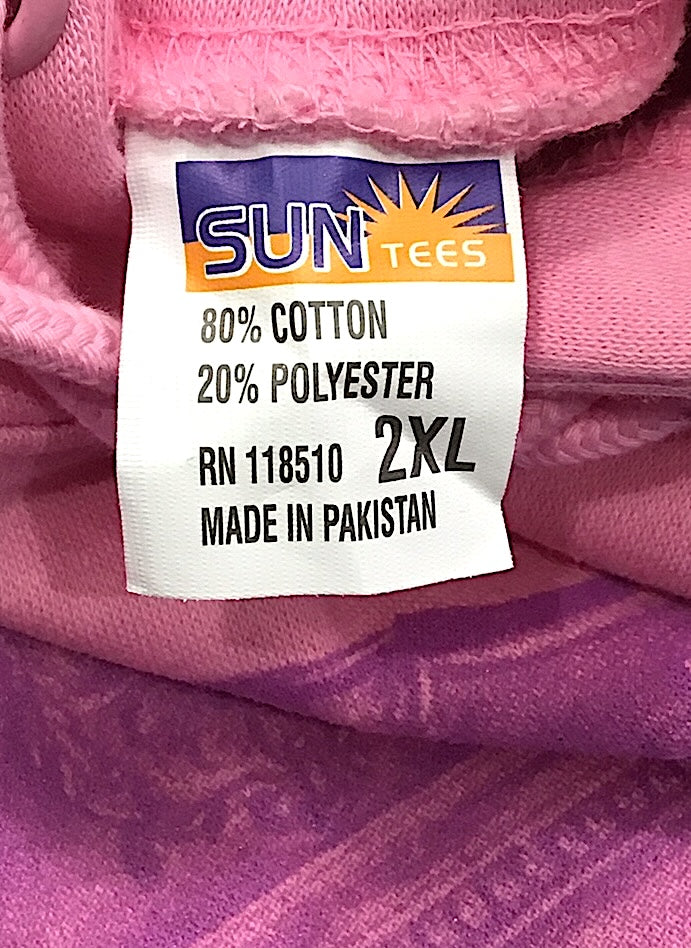 SUN TEES
80% COTTON
20% POLYESTER
RN 118510 2XL
MADE IN PAKISTAN